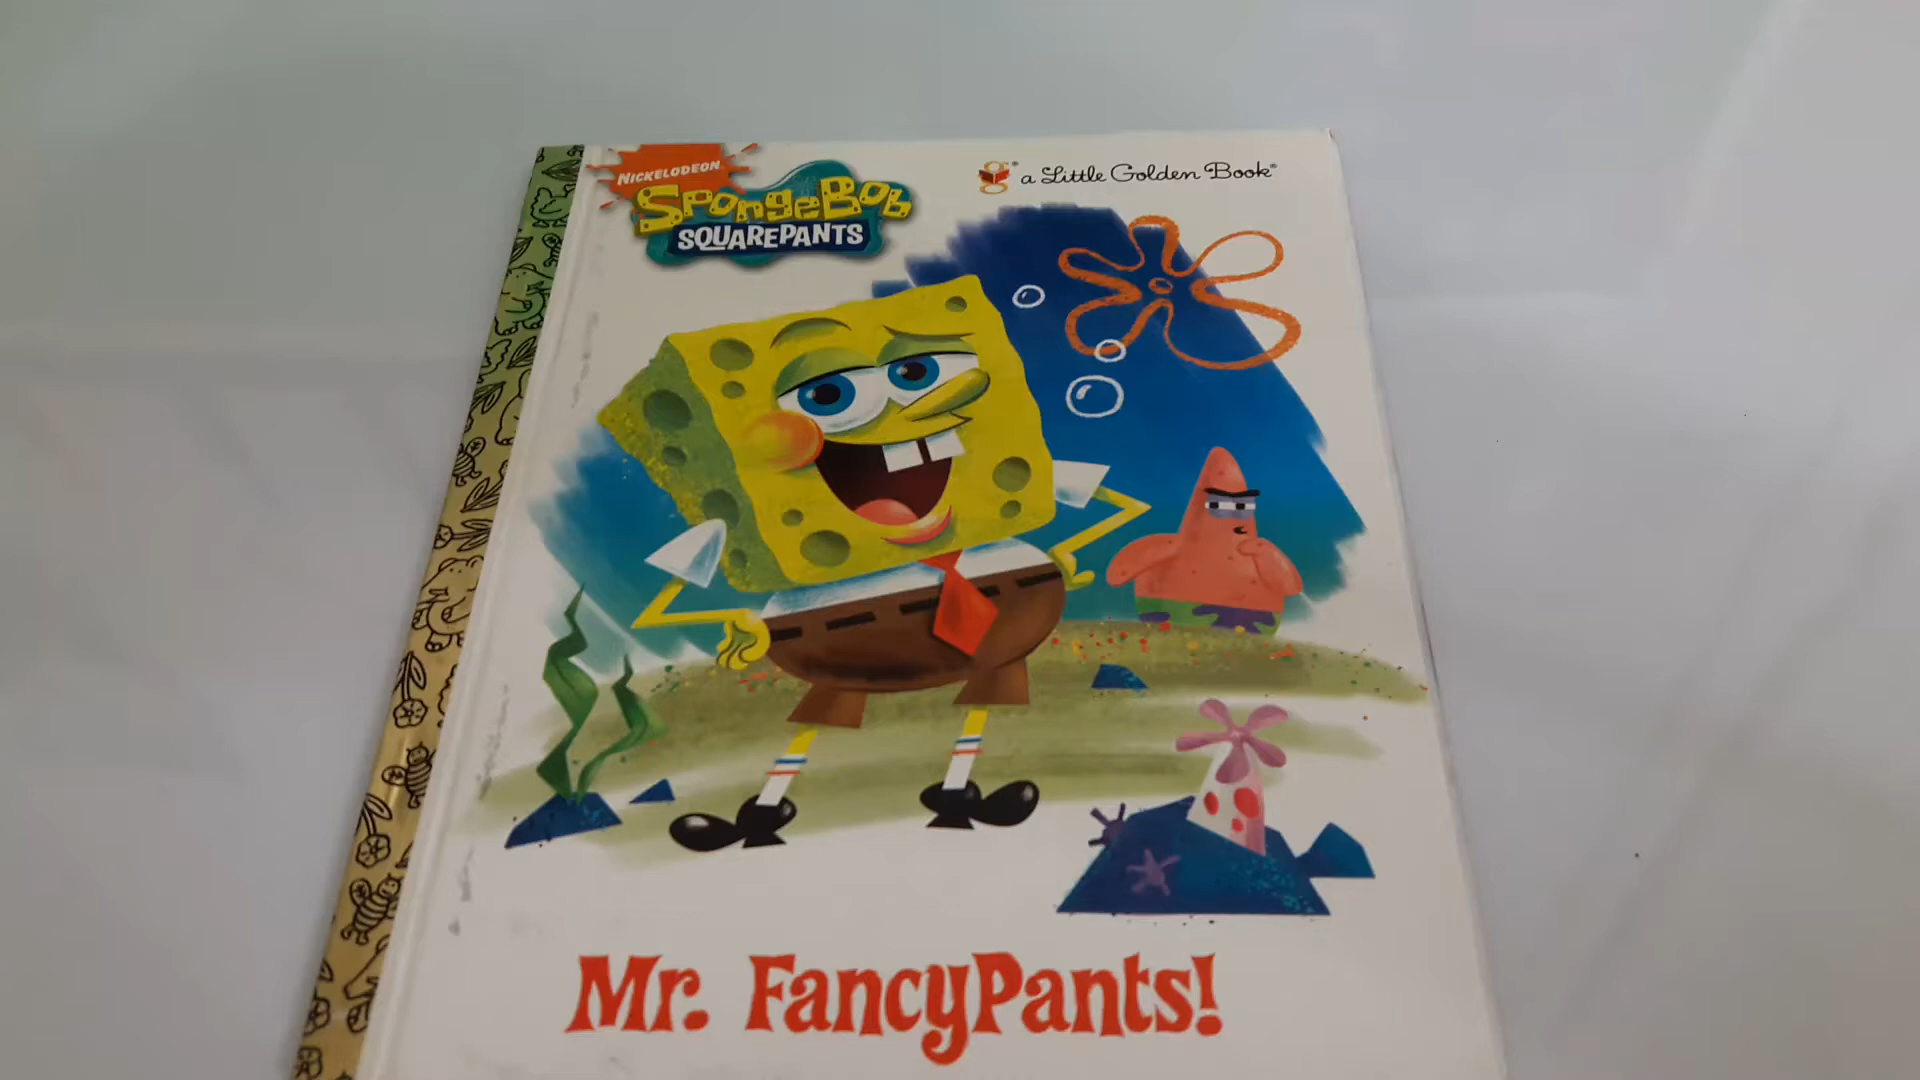 NICKELODEON
SPONGEBOB
SQUAREPANTS
a Little Golden Book®
Mr. FancyPants!